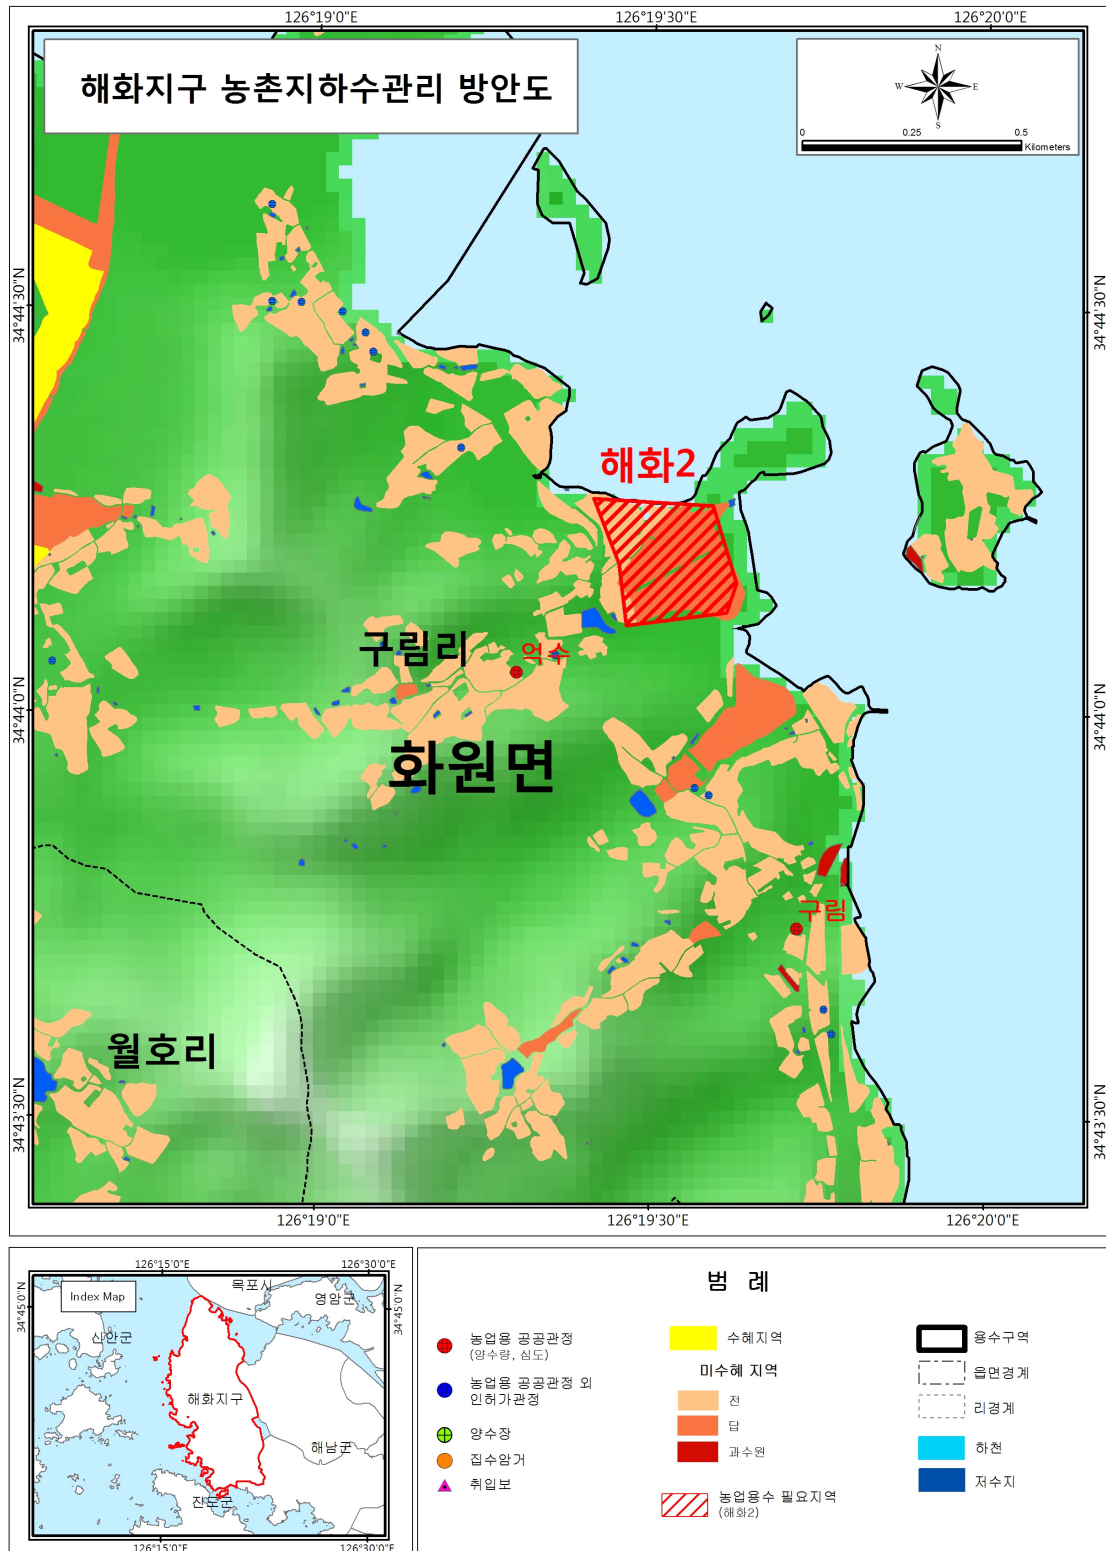 126°19'0"E
126°19'30"E
126°20'0"E
해화지구 농촌지하수관리 방안도
N
W
E
S
0
0.25
0.5
Kilometers
34°44'30"N
34°44'30"N
해화2
구림리
억수
34°44'0"N
34°44'0"N
화원면
구림
월호리
34°43'30"N
34°43'30"N
126°19'0"E
126°19'30"E
126°20'0"E
126°15'0"E
126°30'0"E
Index Map
34°45'0"N
34°45'0"N
목포시
영암군
신안군
해화지구
해남군
진도군
126°15'0"E
126°30'0"E
범 례
농업용 공공관정
(양수량, 심도)
농업용 공공관정 외
인허가관정
양수장
집수암거
취입보
수혜지역
미수혜 지역
전
답
과수원
농업용수 필요지역
(해화2)
용수구역
읍면경계
리경계
하천
저수지